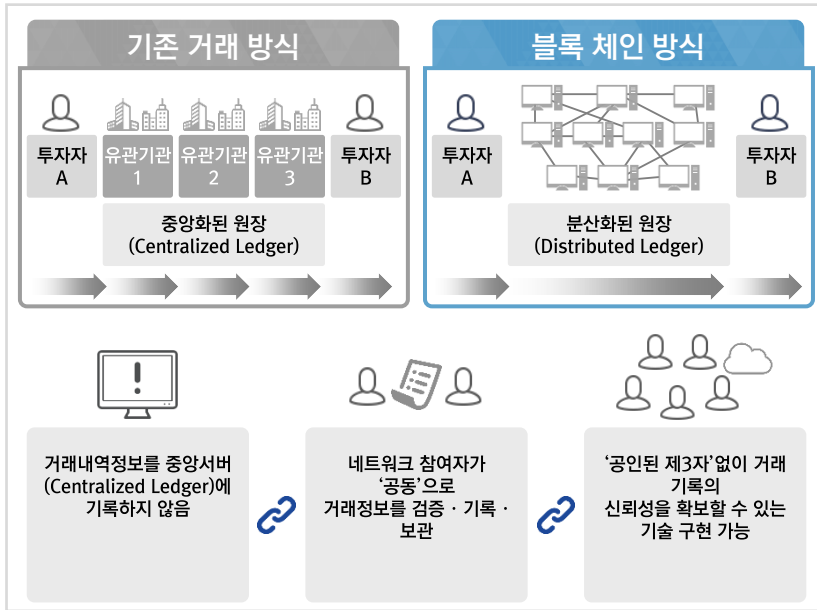 기존 거래 방식
투자자
A
유관기관
1
유관기관
2
유관기관
3
투자자
B
중앙화된 원장
(Centralized Ledger)
블록 체인 방식
투자자
A
투자자
B
분산화된 원장
(Distributed Ledger)
거래내역정보를 중앙서버
(Centralized Ledger)에
기록하지 않음
네트워크 참여자가
‘공동’으로
거래정보를 검증 · 기록 ·
보관
‘공인된 제3자’없이 거래
기록의
신뢰성을 확보할 수 있는
기술 구현 가능